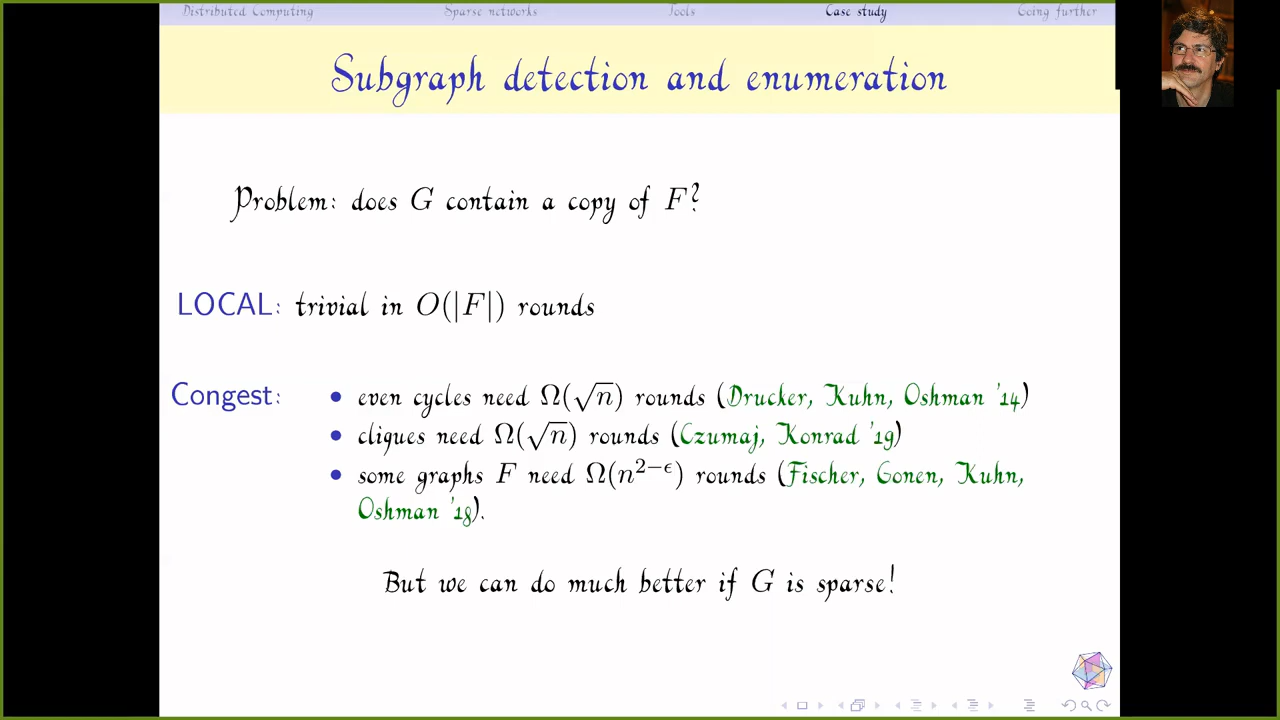 Distributed Computing Sparse networks Tools Case study Going further
Subgraph detection and enumeration
Problem: does G contain a copy of F?
LOCAL: trivial in O(|F|) rounds
Congest: • even cycles need Ω(√n) rounds (Drucker, Kuhn, Oshman '14)
• cliques need Ω(√n) rounds (Czumaj, Konrad '19)
• some graphs F need Ω(n^{2−ϵ}) rounds (Fischer, Gonen, Kuhn,
Oshman '18).
But we can do much better if G is sparse!